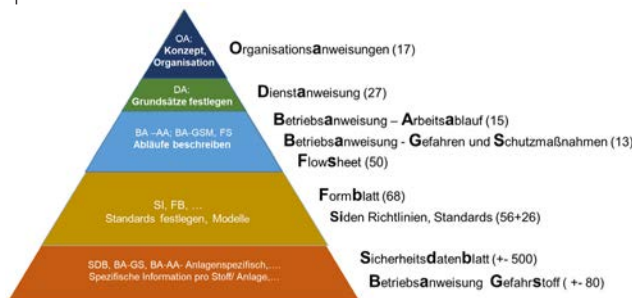 OA:
Konzept,
Organisation
Organisationsanweisungen (17)
DA:
Grundsätze festlegen
Dienstanweisung (27)
BA –AA; BA-GSM, FS
Abläufe beschreiben
Betriebsanweisung – Arbeitsablauf (15)
Betriebsanweisung - Gefahren und Schutzmaßnahmen (13)
Flowsheet (50)
SI, FB, …
Standards festlegen, Modelle
Formblatt (68)
Siden Richtlinien, Standards (56+26)
SDB, BA-GS, BA-AA- Anlagenspezifisch,….
Spezifische Information pro Stoff/ Anlage,…
Sicherheitsdatenblatt (+- 500)
Betriebsanweisung Gefahrstoff ( +- 80)